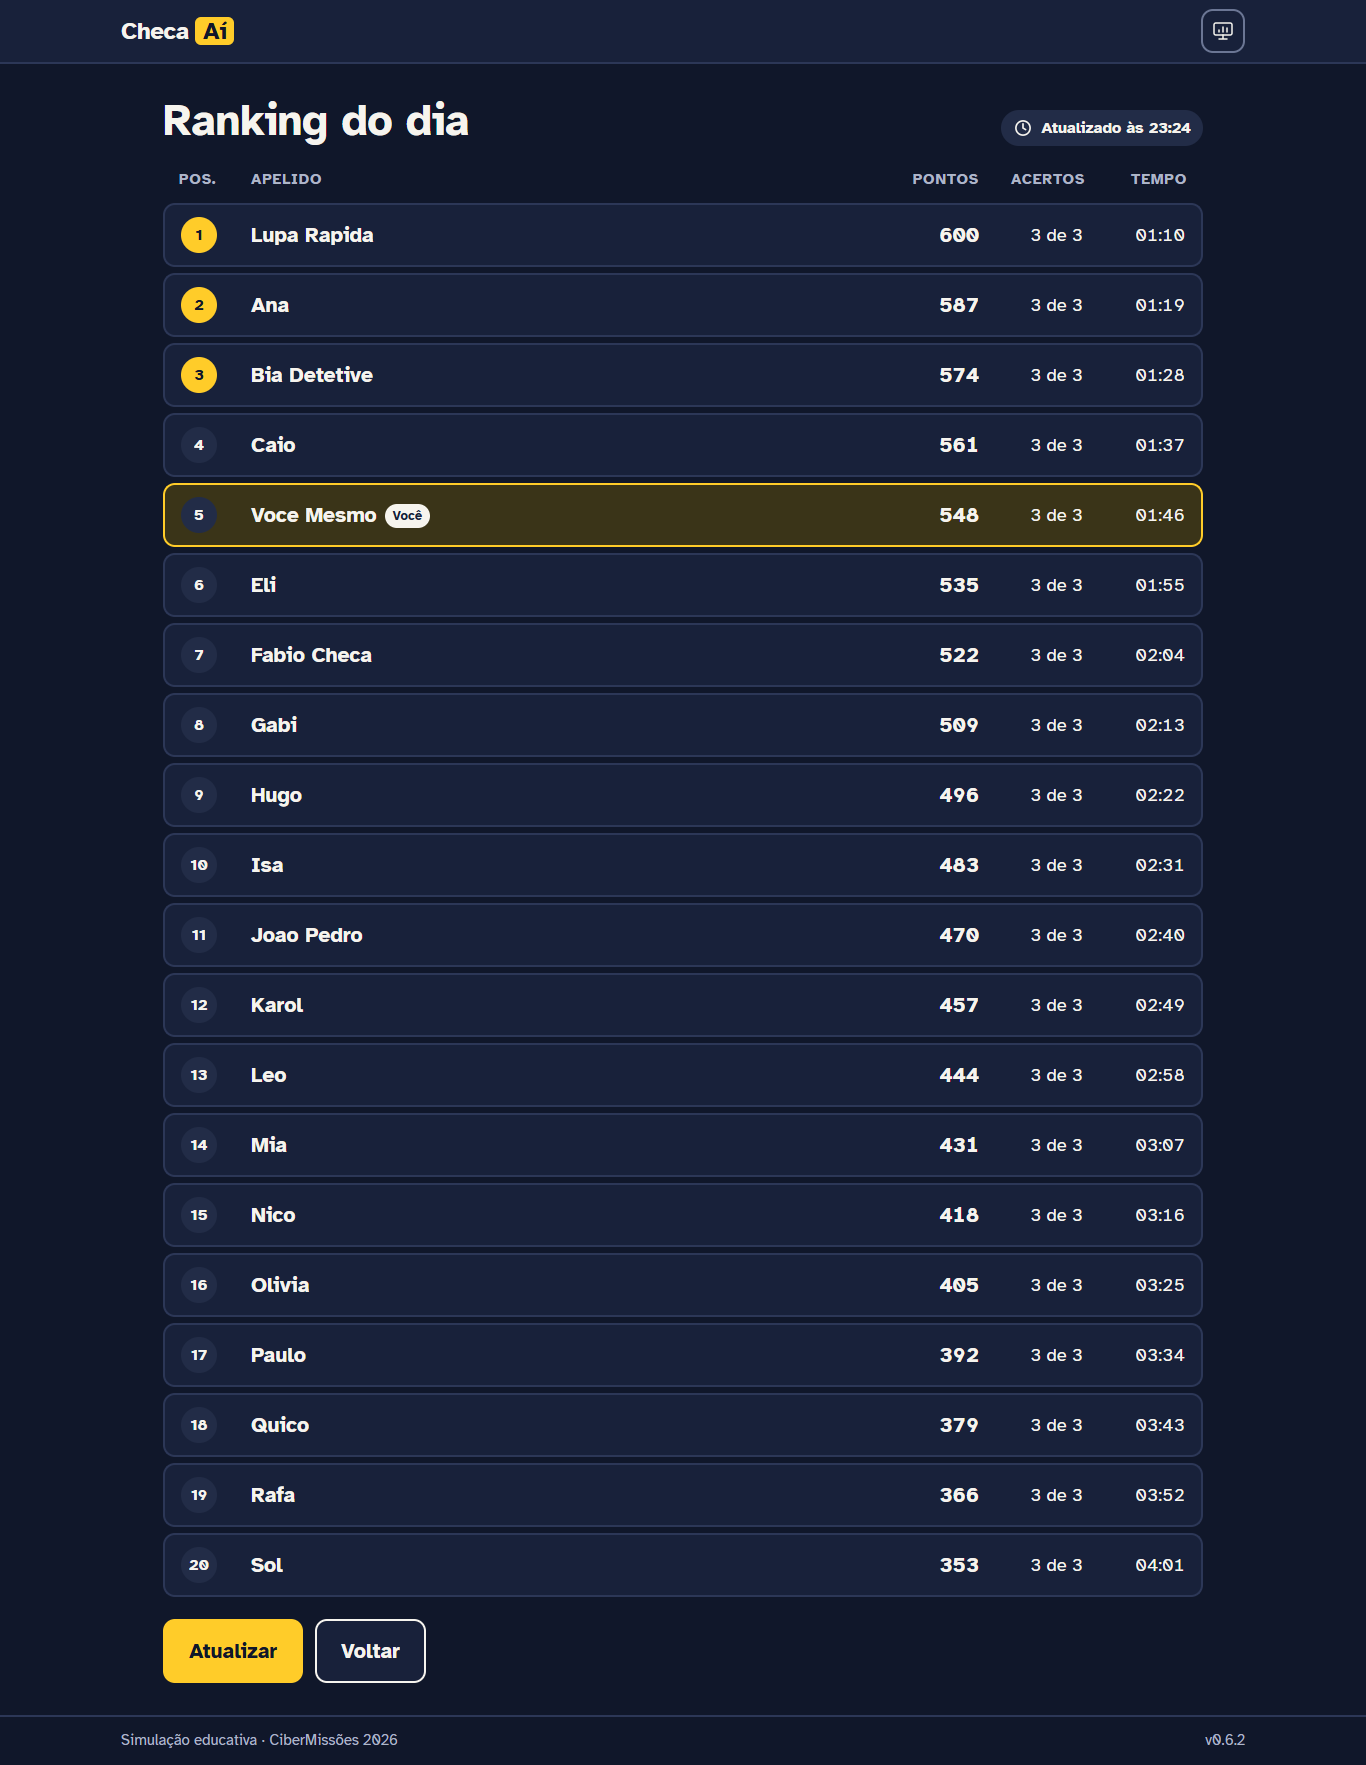 Checa Aí
Ranking do dia
Atualizado às 23:24
POS. APELIDO PONTOS ACERTOS TEMPO
1 Lupa Rapida 600 3 de 3 01:10
2 Ana 587 3 de 3 01:19
3 Bia Detetive 574 3 de 3 01:28
4 Caio 561 3 de 3 01:37
5 Voce Mesmo Você 548 3 de 3 01:46
6 Eli 535 3 de 3 01:55
7 Fabio Checa 522 3 de 3 02:04
8 Gabi 509 3 de 3 02:13
9 Hugo 496 3 de 3 02:22
10 Isa 483 3 de 3 02:31
11 Joao Pedro 470 3 de 3 02:40
12 Karol 457 3 de 3 02:49
13 Leo 444 3 de 3 02:58
14 Mia 431 3 de 3 03:07
15 Nico 418 3 de 3 03:16
16 Olivia 405 3 de 3 03:25
17 Paulo 392 3 de 3 03:34
18 Quico 379 3 de 3 03:43
19 Rafa 366 3 de 3 03:52
20 Sol 353 3 de 3 04:01
Atualizar Voltar
Simulação educativa · CiberMissões 2026 v0.6.2